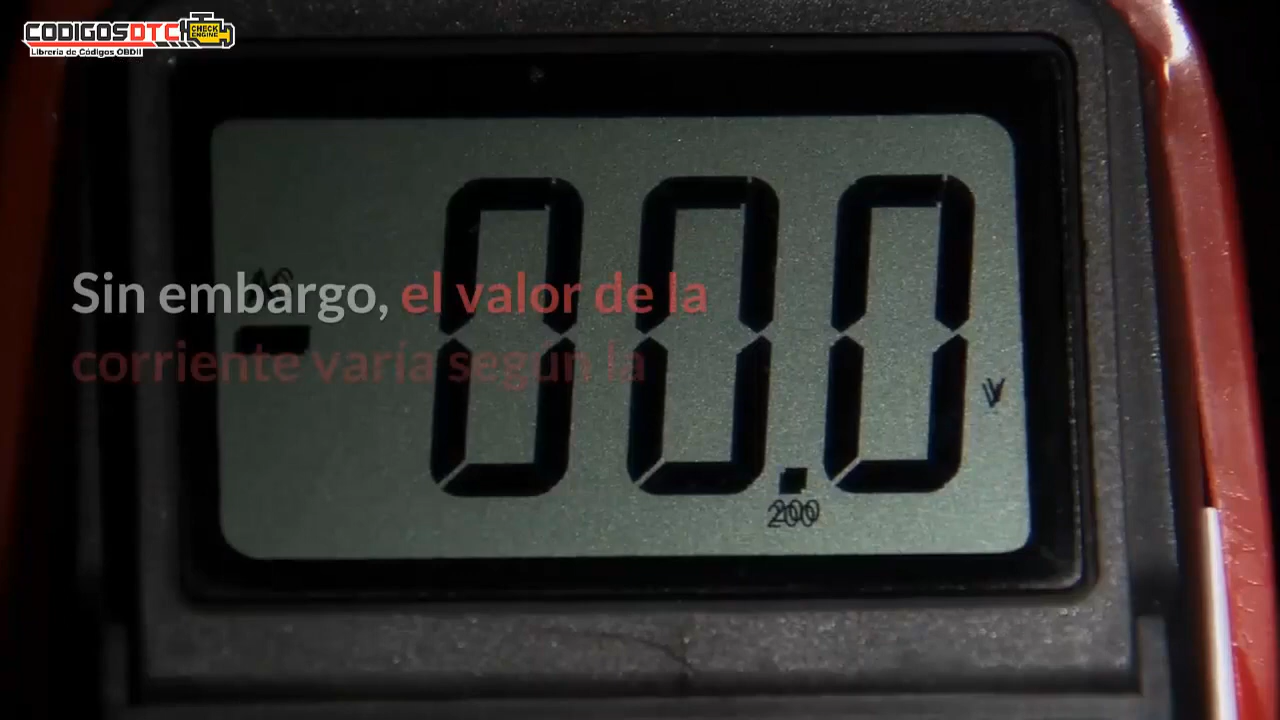 CODIGOSDTC
CHECK
ENGINE
Librería de Códigos OBDII
Sin embargo, el valor de la
corriente varía según la
AC
-00.0
V
200